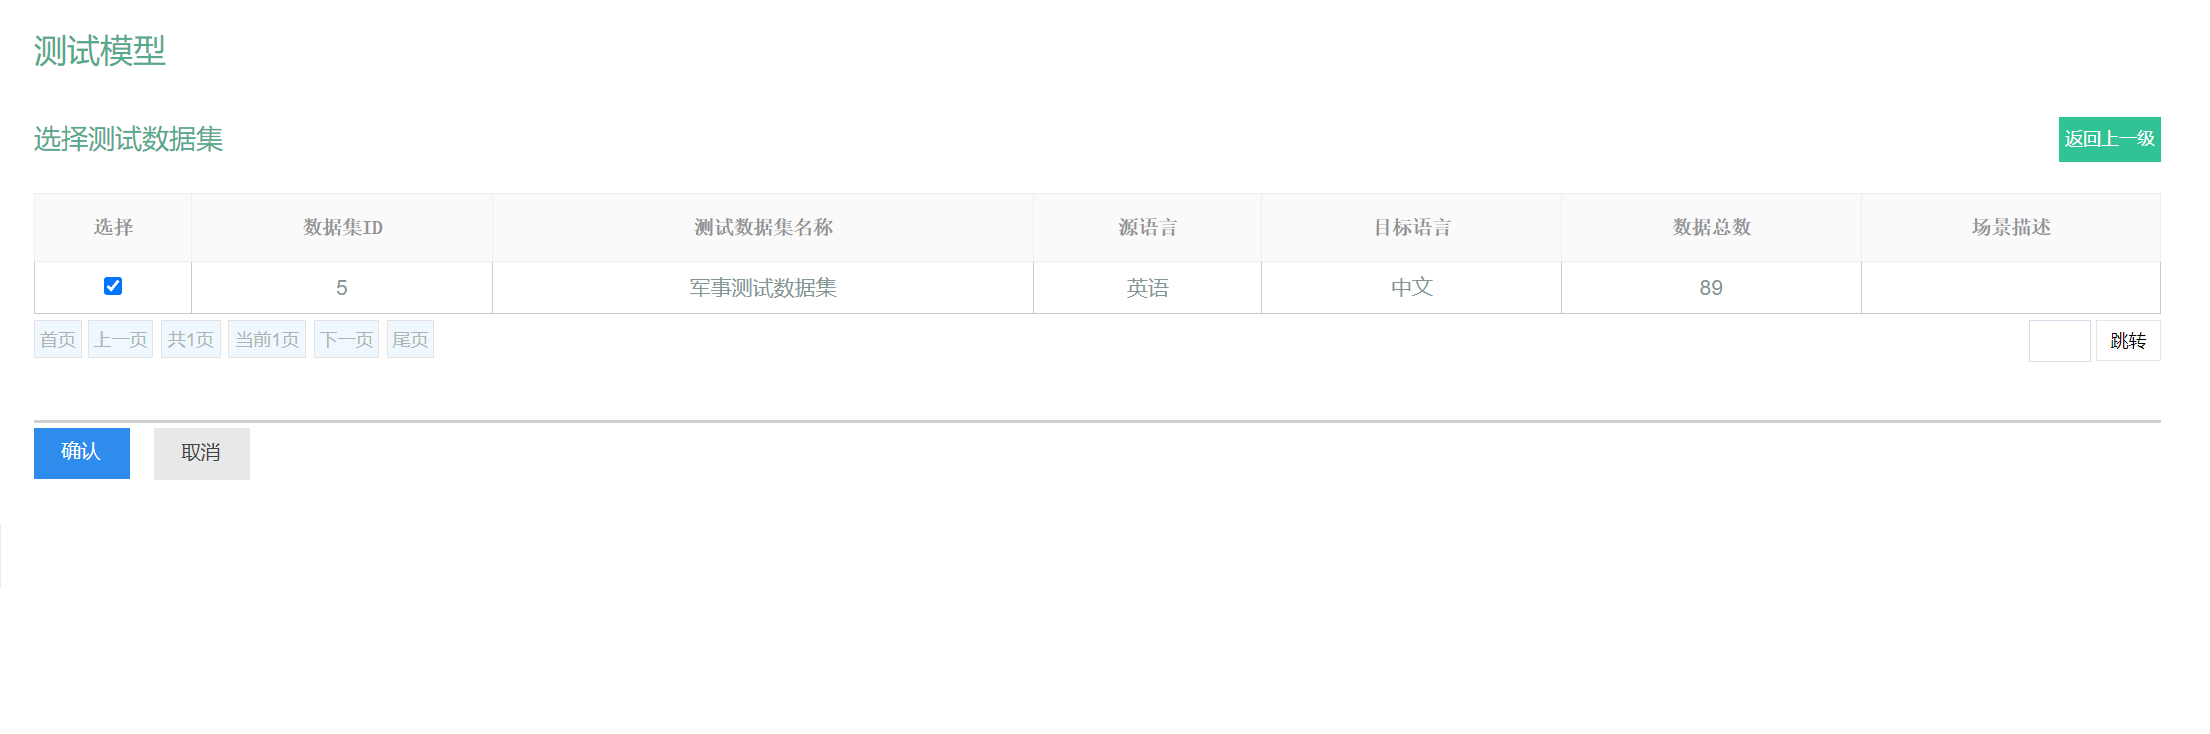 测试模型
选择测试数据集 返回上一级
选择 数据集ID 测试数据集名称 源语言 目标语言 数据总数 场景描述
5 军事测试数据集 英语 中文 89
首页 上一页 共1页 当前1页 下一页 尾页 跳转
确认 取消